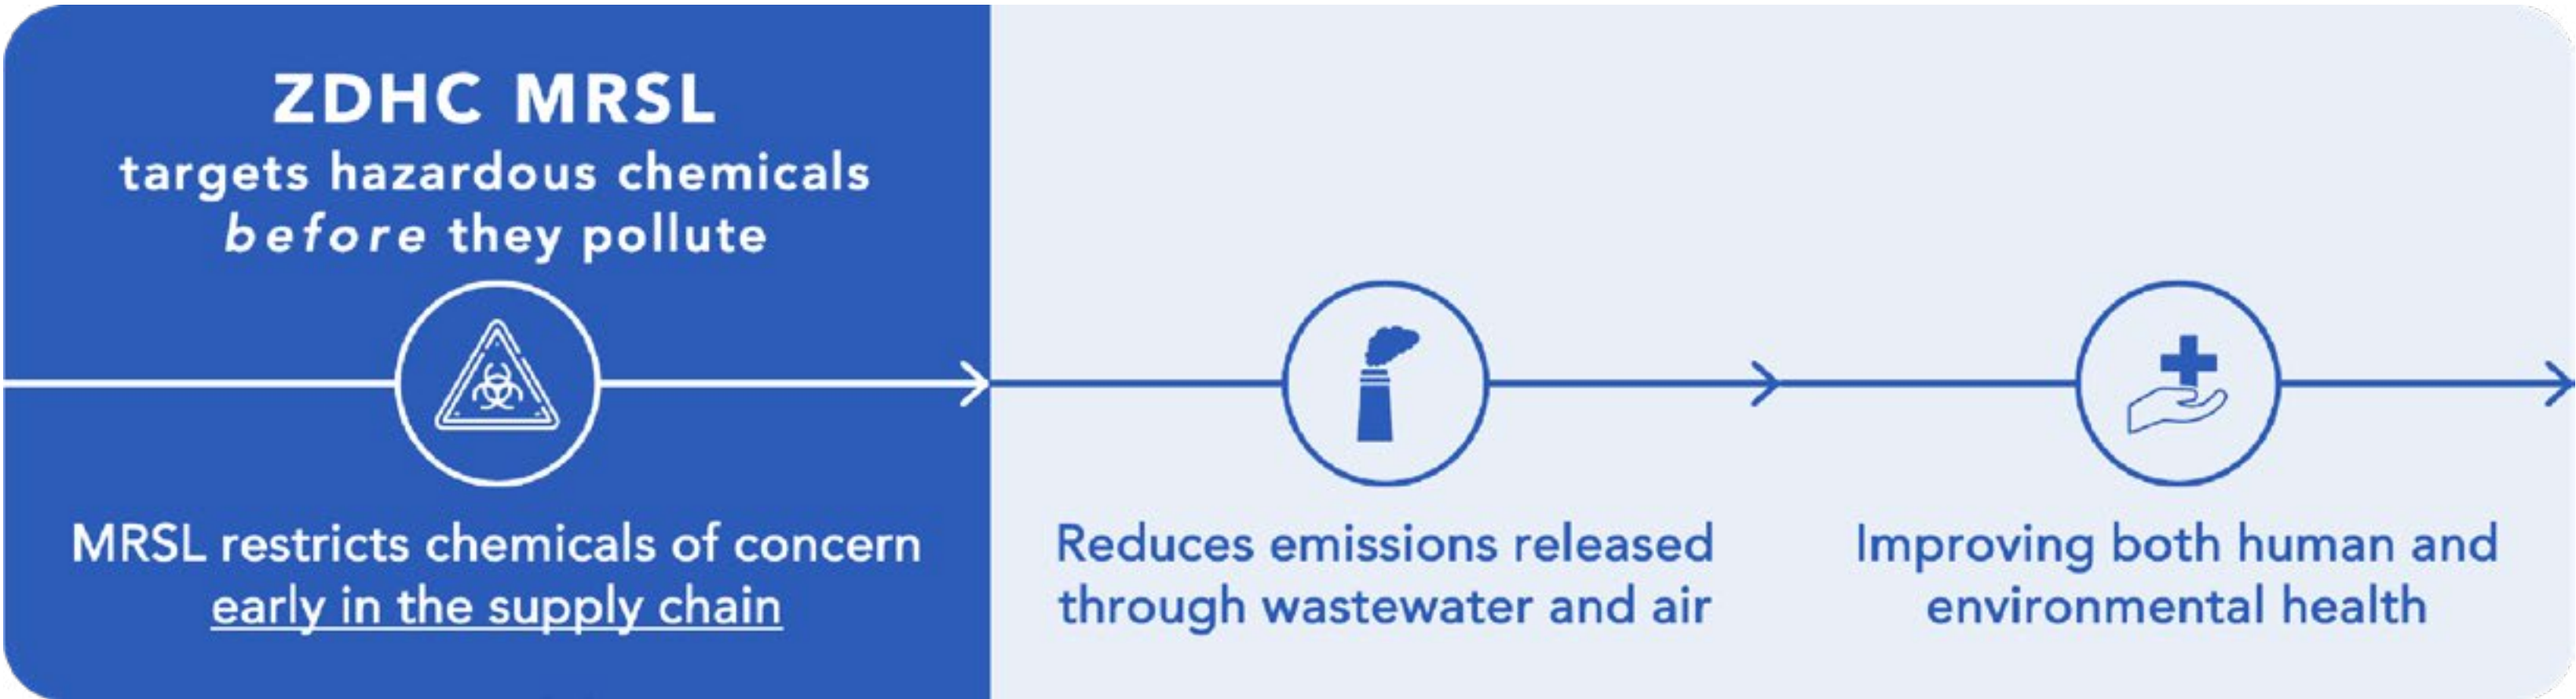 ZDHC MRSL
targets hazardous chemicals
before they pollute
MRSL restricts chemicals of concern
early in the supply chain
Reduces emissions released
through wastewater and air
Improving both human and
environmental health